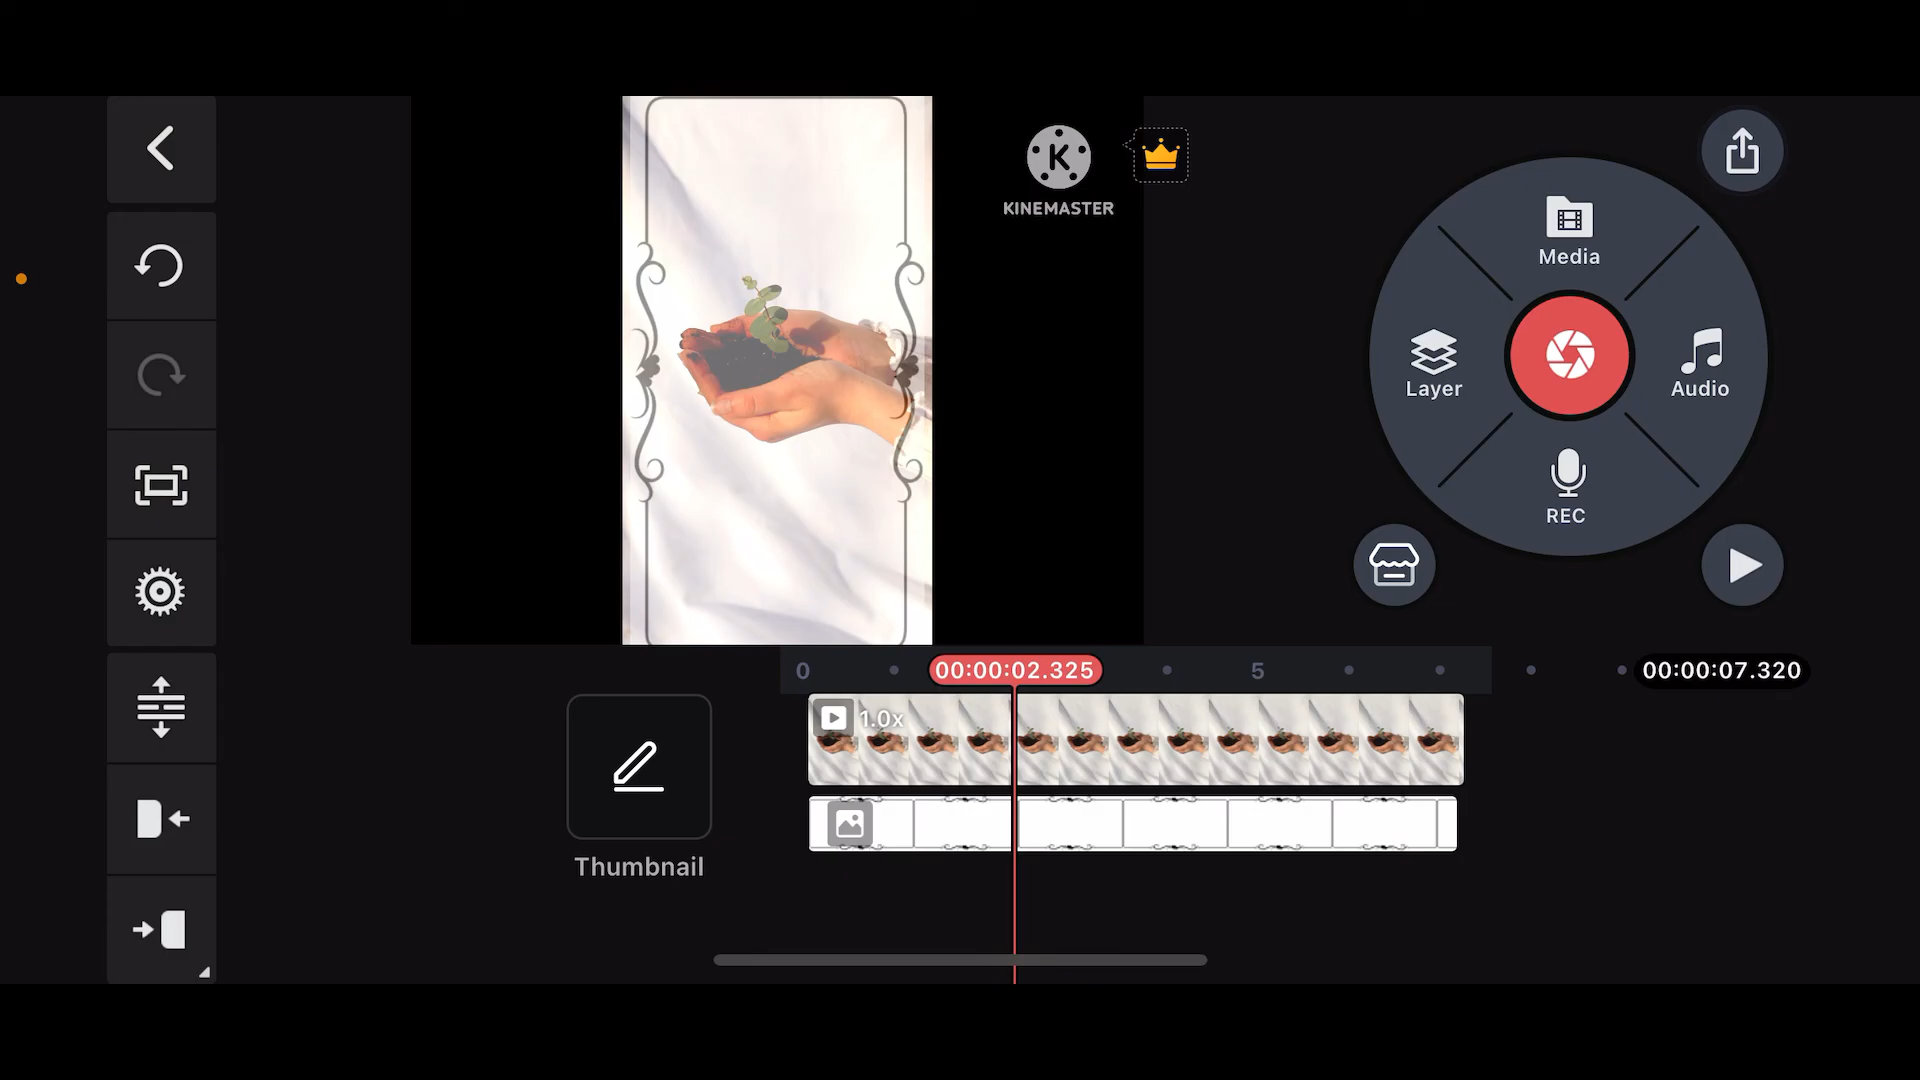 K
KINEMASTER
Media
Layer
Audio
REC
0
00:00:02.325
5
00:00:07.320
1.0x
Thumbnail